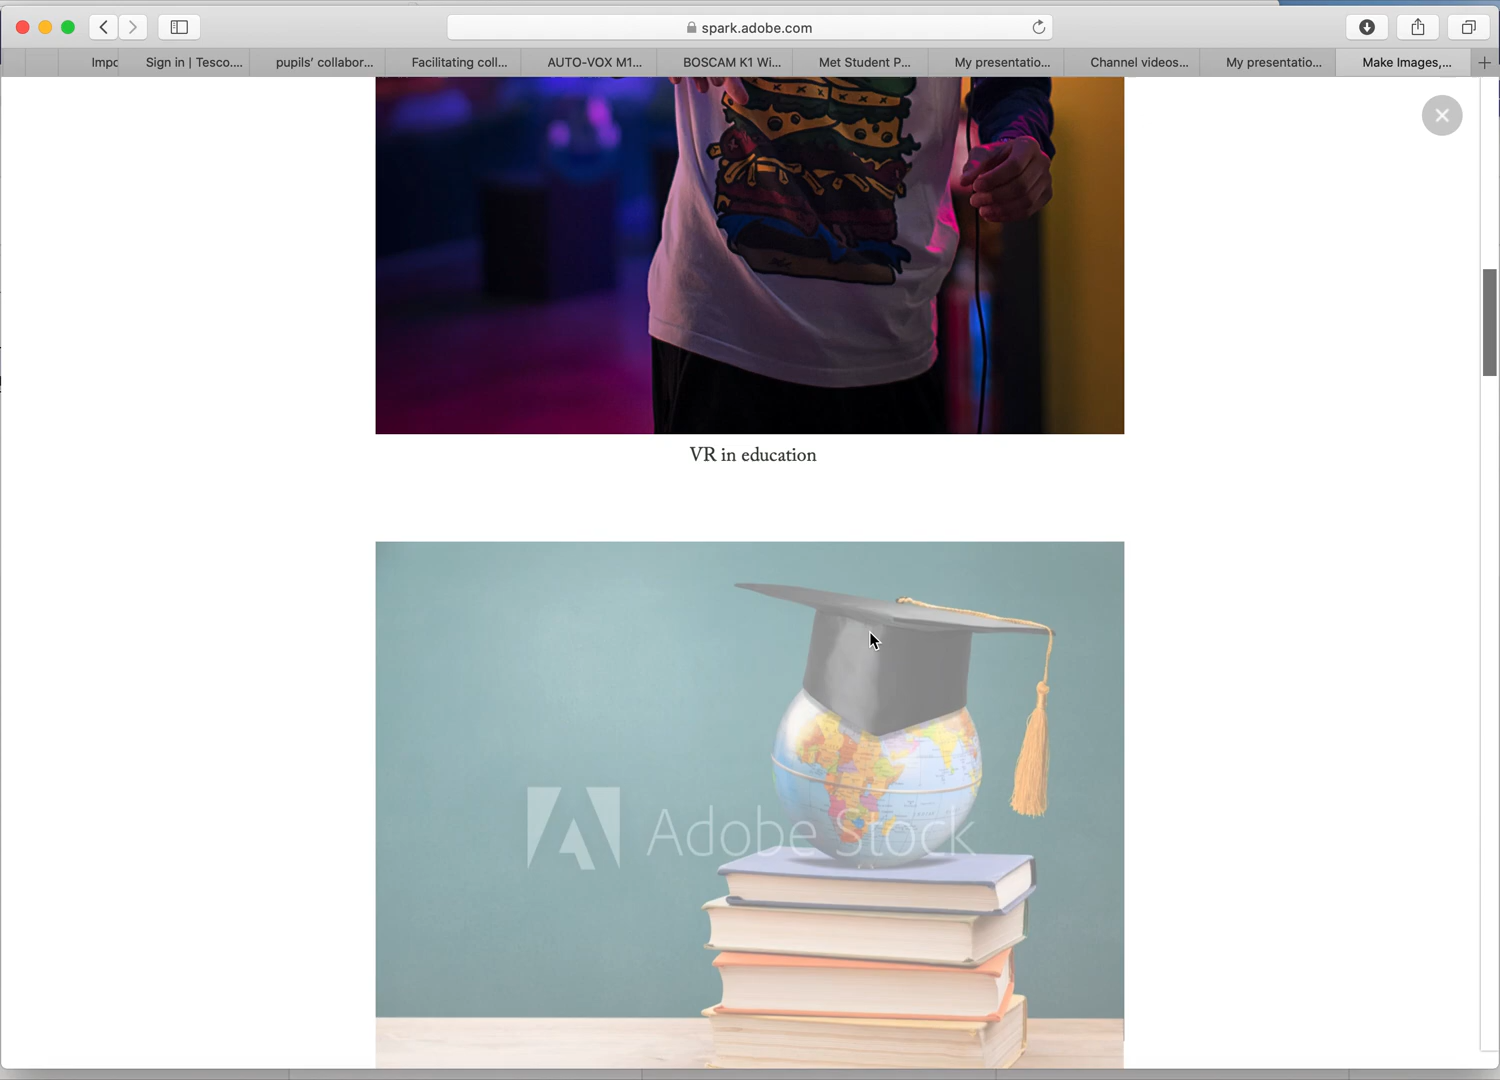 spark.adobe.com
Impo
Sign in | Tesco....
pupils' collabor...
Facilitating coll...
AUTO-VOX M1...
BOSCAM K1 Wi...
Met Student P...
My presentatio...
Channel videos...
My presentatio...
Make Images,...
VR in education
Adobe Stock